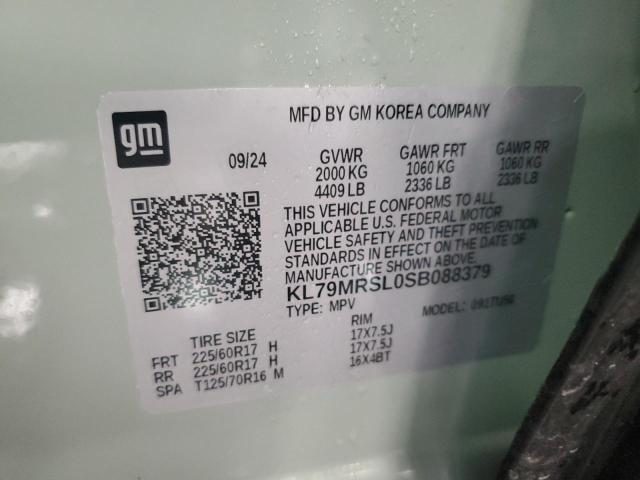 gm
MFD BY GM KOREA COMPANY
09/24 GVWR GAWR FRT GAWR RR
2000 KG 1060 KG 1060 KG
4409 LB 2336 LB 2336 LB
THIS VEHICLE CONFORMS TO ALL
APPLICABLE U.S. FEDERAL MOTOR
VEHICLE SAFETY AND THEFT PREVENTION
STANDARDS IN EFFECT ON THE DATE OF
MANUFACTURE SHOWN ABOVE.
KL79MRSL0SB088379
TYPE: MPV MODEL:
TIRE SIZE RIM
FRT 225/60R17 H 17X7.5J
RR 225/60R17 H 17X7.5J
SPA T125/70R16 M 16X4BT